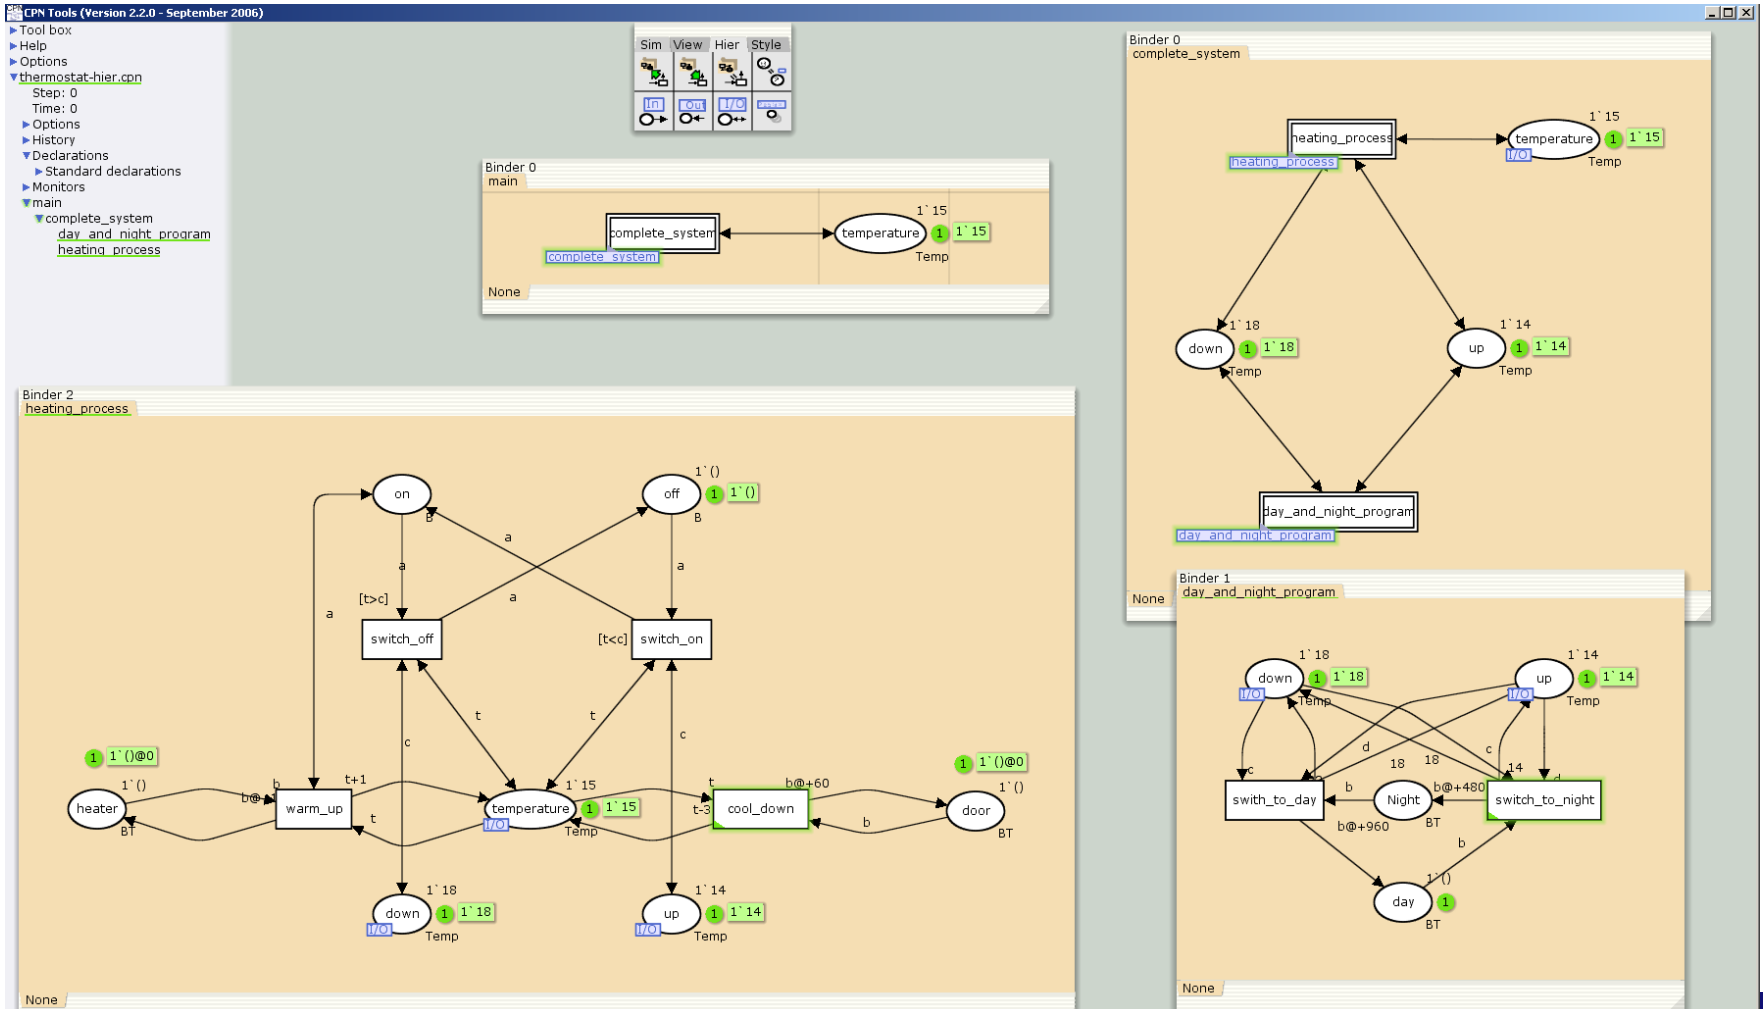 CPN Tools (Version 2.2.0 - September 2006)
Tool box
Help
Options
thermostat-hier.cpn
Step: 0
Time: 0
Options
History
Declarations
Standard declarations
Monitors
main
complete_system
day_and_night_program
heating_process
Sim View Hier Style
In Out I/O
Binder 0
main
complete_system
complete_system
temperature
1`15
1 1`15
Temp
None
Binder 0
complete_system
heating_process
heating_process
temperature
1`15
1 1`15
I/O
Temp
down
1`18
1 1`18
Temp
up
1`14
1 1`14
Temp
day_and_night_program
day_and_night_program
None
Binder 2
heating_process
on
B
off
1`()
1 1`()
B
a
a
a
a
a
[t>c]
switch_off
[t<c]
switch_on
t
t
c
c
1 1`()@0
1`()
heater
BT
b
warm_up
t+1
t
temperature
1`15
1 1`15
I/O
Temp
t
t-3
cool_down
b@+60
b
1 1`()@0
1`()
door
BT
down
1`18
1 1`18
I/O
Temp
up
1`14
1 1`14
I/O
Temp
None
Binder 1
day_and_night_program
down
1`18
1 1`18
I/O
Temp
up
1`14
1 1`14
I/O
Temp
d
c
18
18
14
c
d
swith_to_day
b
Night
BT
b@+480
switch_to_night
b@+960
b
day
1`()
1
BT
None